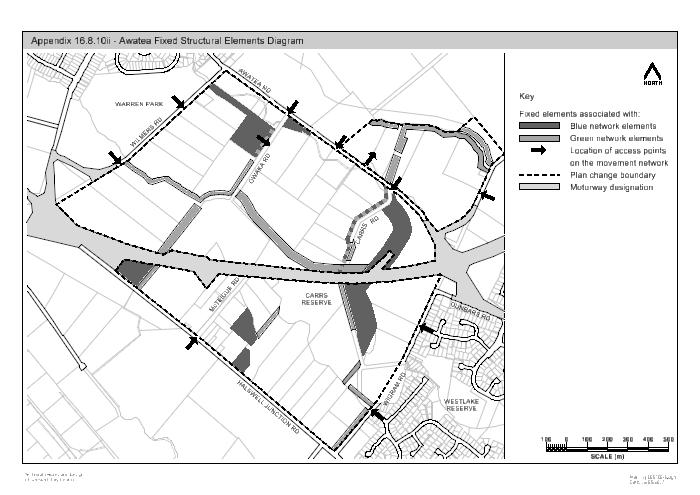 Appendix 16.8.10ii - Awatea Fixed Structural Elements Diagram
NORTH
Key
Fixed elements associated with:
Blue network elements
Green network elements
Location of access points
on the movement network
Plan change boundary
Motorway designation
AWATEA RD
WARREN PARK
WILMERS RD
OWAKA RD
CARRS RD
McTEIGUE RD
CARRS
RESERVE
DUNBARS RD
WIGRAM RD
WESTLAKE
RESERVE
HALSWELL JUNCTION RD
100 0 100 200 300 400 500
SCALE (m)